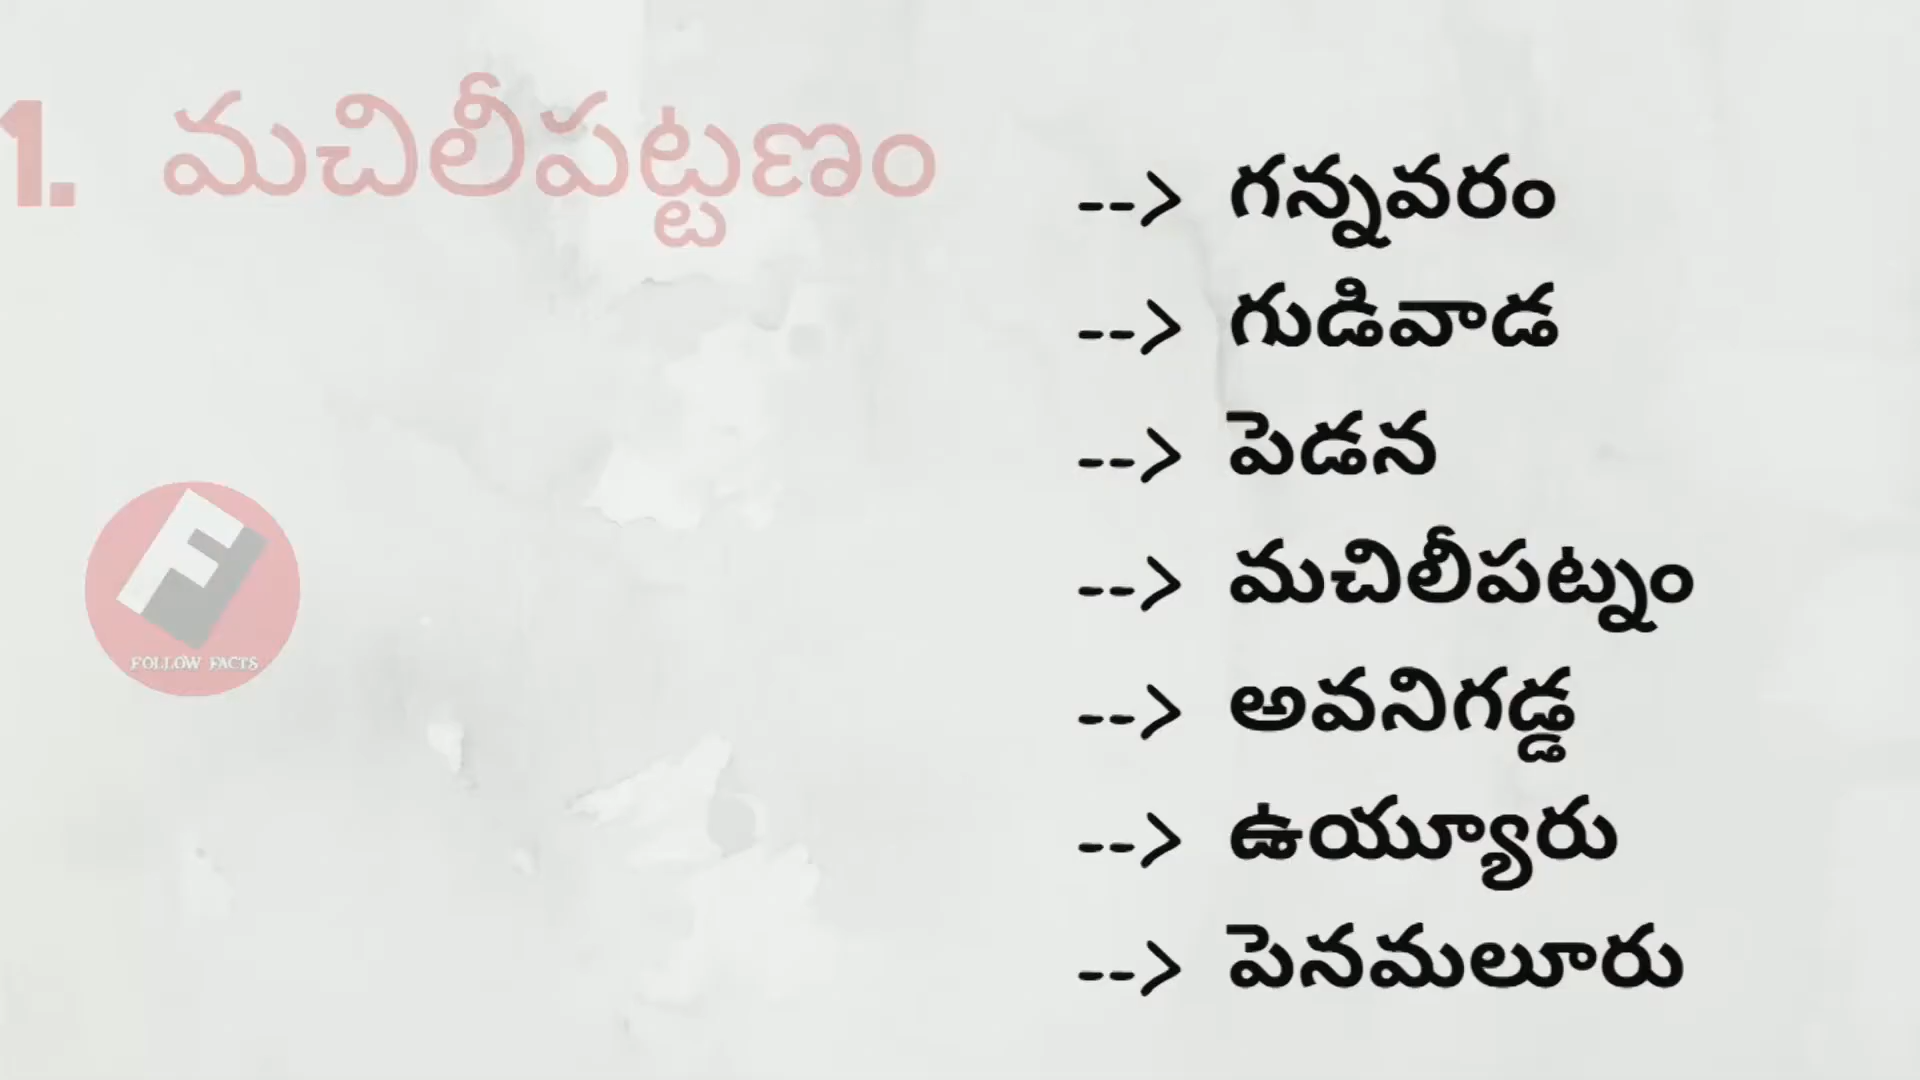 1. మచిలీపట్టణం
--> గన్నవరం
--> గుడివాడ
--> పెడన
--> మచిలీపట్నం
--> అవనిగడ్డ
--> ఉయ్యూరు
--> పెనమలూరు
FOLLOW FACTS